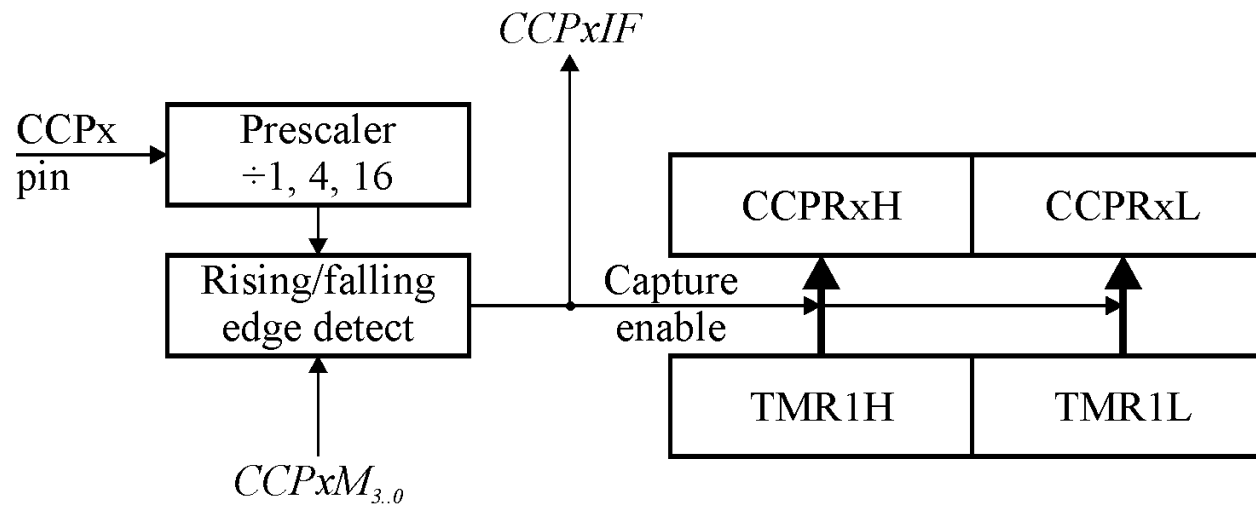 CCPxIF
CCPx
pin
Prescaler
÷1, 4, 16
CCPRxH
CCPRxL
Rising/falling
edge detect
Capture
enable
TMR1H
TMR1L
CCPxM3..0